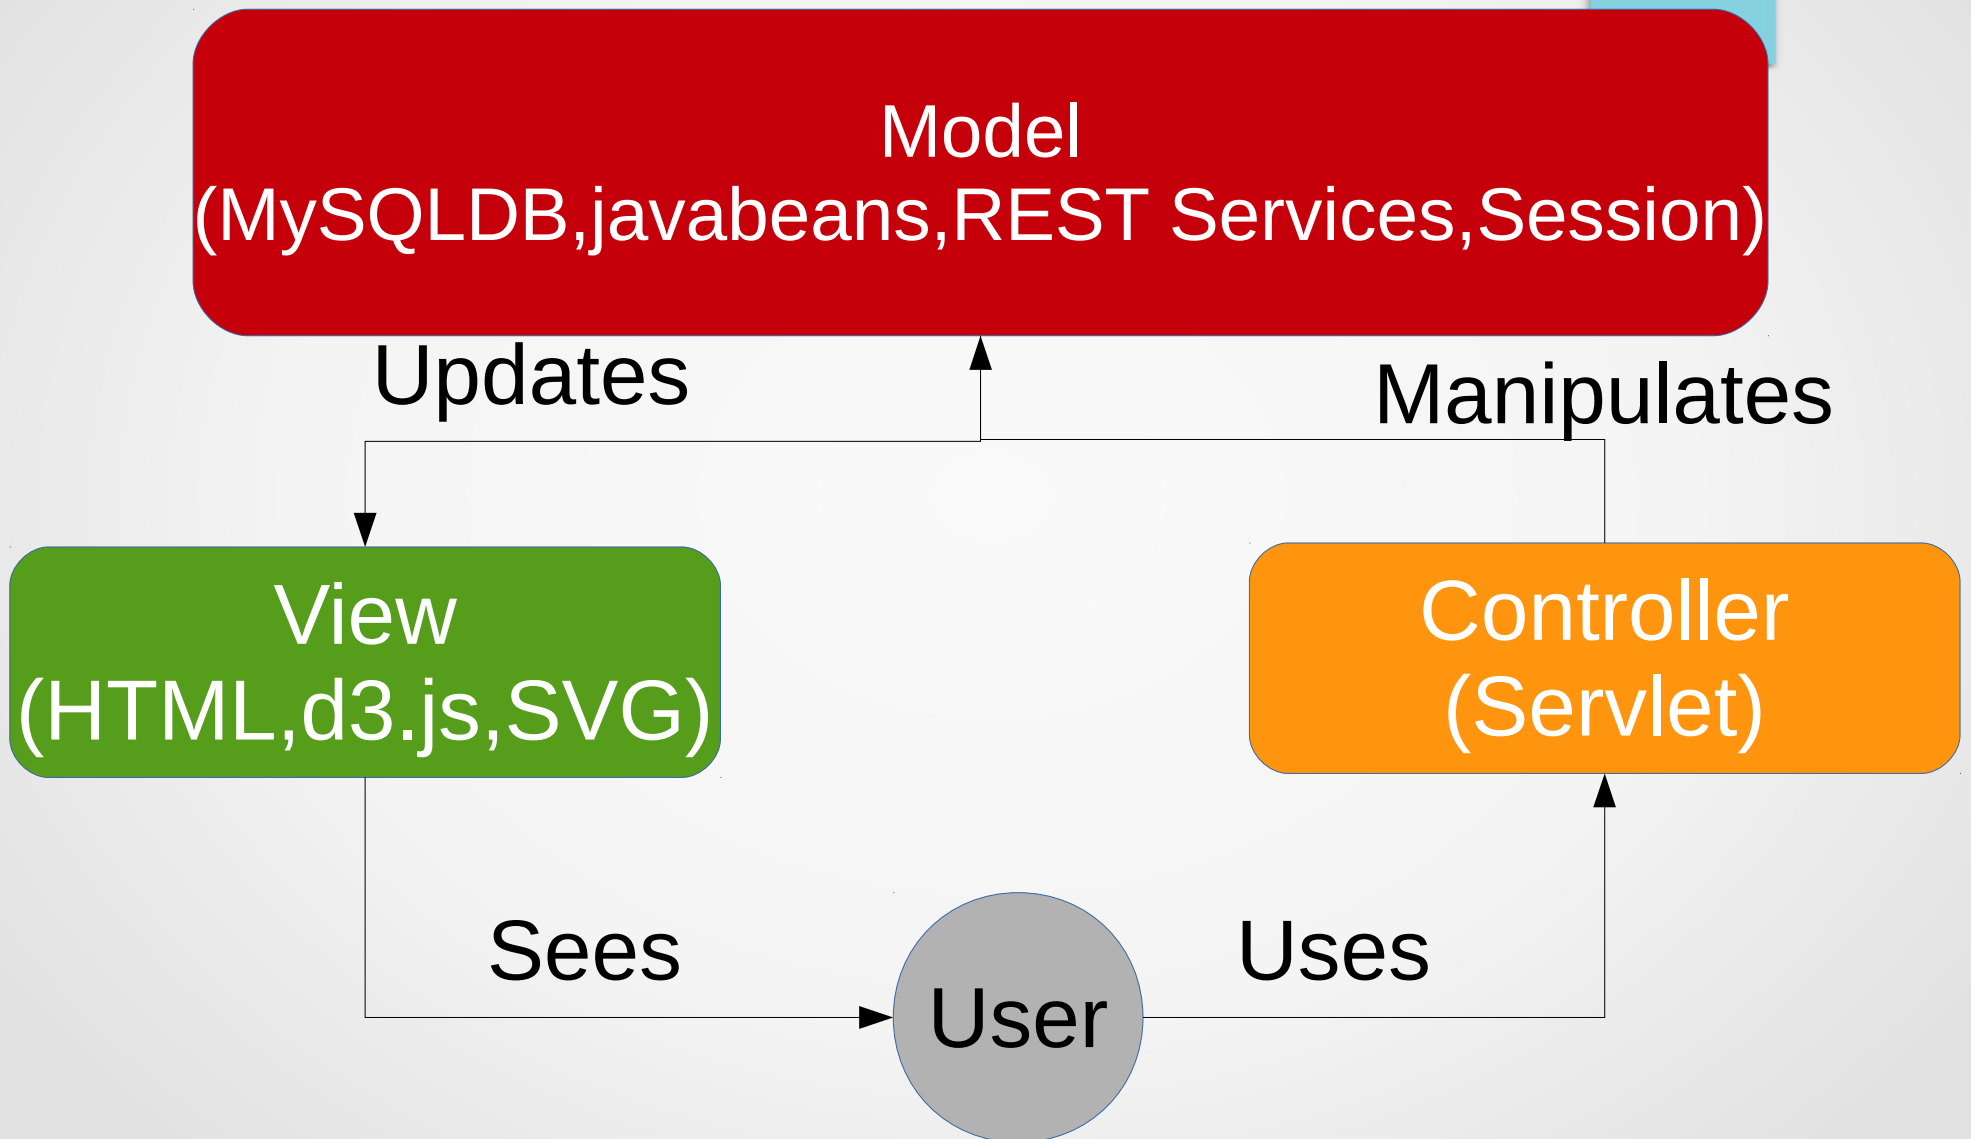 Model
(MySQLDB,javabeans,REST Services,Session)
Updates
Manipulates
View
(HTML,d3.js,SVG)
Controller
(Servlet)
Sees
Uses
User